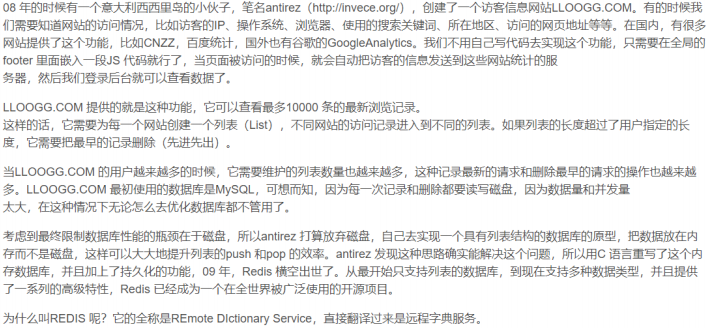 08 年的时候有一个意大利西西里岛的小伙子，笔名antirez（http://invece.org/），创建了一个访客信息网站LLOOGG.COM。有的时候我
们需要知道网站的访问情况，比如访客的IP、操作系统、浏览器、使用的搜索关键词、所在地区、访问的网页地址等等。在国内，有很多
网站提供了这个功能，比如CNZZ，百度统计，国外也有谷歌的GoogleAnalytics。我们不用自己写代码去实现这个功能，只需要在全局的
footer 里面嵌入一段JS 代码就行了，当页面被访问的时候，就会自动把访客的信息发送到这些网站统计的服
务器，然后我们登录后台就可以查看数据了。
LLOOGG.COM 提供的就是这种功能，它可以查看最多10000 条的最新浏览记录。
这样的话，它需要为每一个网站创建一个列表（List），不同网站的访问记录进入到不同的列表。如果列表的长度超过了用户指定的长
度，它需要把最早的记录删除（先进先出）。
当LLOOGG.COM 的用户越来越多的时候，它需要维护的列表数量也越来越多，这种记录最新的请求和删除最早的请求的操作也越来越
多。LLOOGG.COM 最初使用的数据库是MySQL，可想而知，因为每一次记录和删除都要读写磁盘，因为数据量和并发量
太大，在这种情况下无论怎么去优化数据库都不管用了。
考虑到最终限制数据库性能的瓶颈在于磁盘，所以antirez 打算放弃磁盘，自己去实现一个具有列表结构的数据库的原型，把数据放在内
存而不是磁盘，这样可以大大地提升列表的push 和pop 的效率。antirez 发现这种思路确实能解决这个问题，所以用C 语言重写了这个内
存数据库，并且加上了持久化的功能，09 年，Redis 横空出世了。从最开始只支持列表的数据库，到现在支持多种数据类型，并且提供
了一系列的高级特性，Redis 已经成为一个在全世界被广泛使用的开源项目。
为什么叫REDIS 呢？它的全称是REmote DIctionary Service，直接翻译过来是远程字典服务。